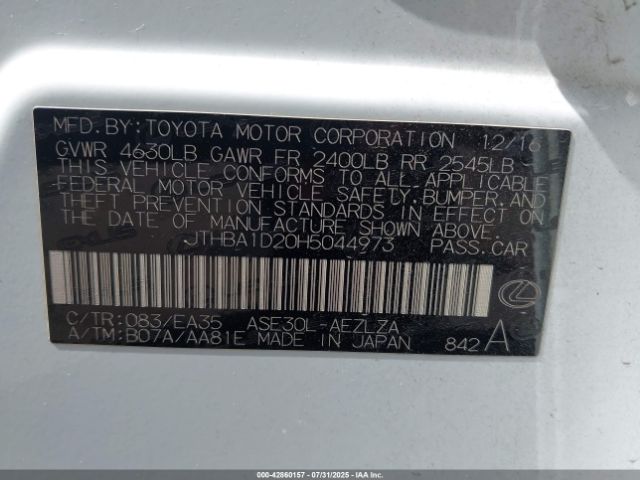 MFD.BY:TOYOTA MOTOR CORPORATION 12/16
GVWR 4630LB GAWR FR 2400LB RR 2545LB
THIS VEHICLE CONFORMS TO ALL APPLICABLE
FEDERAL MOTOR VEHICLE SAFETY,BUMPER,AND
THEFT PREVENTION STANDARDS IN EFFECT ON
THE DATE OF MANUFACTURE SHOWN ABOVE.
JTHBA1D20H5044973 PASS.CAR
C/TR:083/EA35 ASE30L-AEZLZA
A/TM:B07A/AA81E MADE IN JAPAN 842A
000-42860157 - 07/31/2025 - IAA Inc.